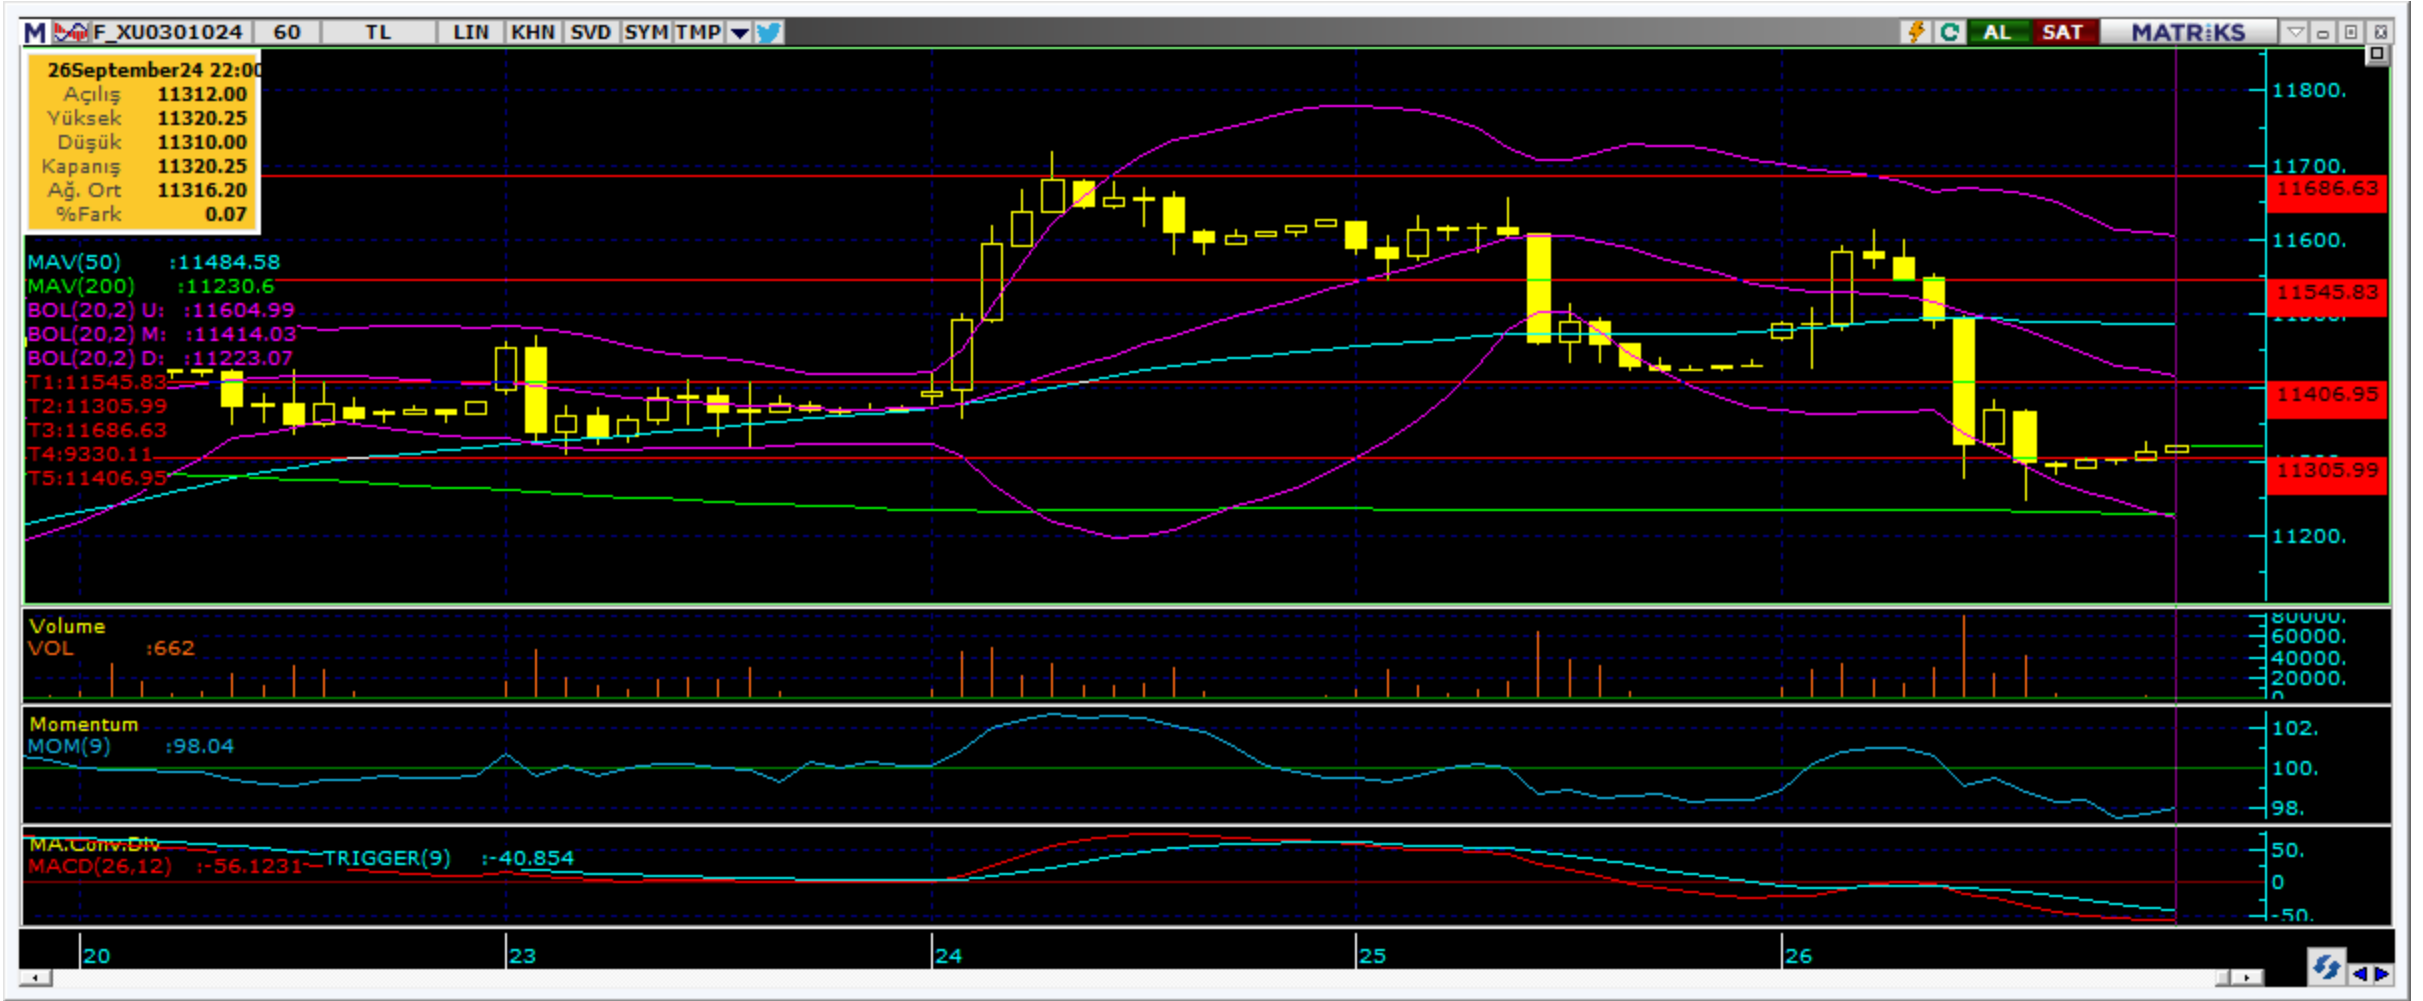 M F_XU0301024 60 TL LIN KHN SVD SYM TMP AL SAT MATRiKS
26September24 22:00
Açılış 11312.00
Yüksek 11320.25
Düşük 11310.00
Kapanış 11320.25
Ağ. Ort 11316.20
%Fark 0.07
MAV(50) :11484.58
MAV(200) :11230.6
BOL(20,2) U: :11604.99
BOL(20,2) M: :11414.03
BOL(20,2) D: :11223.07
T1:11545.83
T2:11305.99
T3:11686.63
T4:9330.11
T5:11406.95
11800.
11700.
11686.63
11600.
11545.83
11406.95
11305.99
11200.
Volume
VOL :662
80000.
60000.
40000.
20000.
0
Momentum
MOM(9) :98.04
102.
100.
98.
MA.Conv.Div
MACD(26,12) :-56.1231 TRIGGER(9) :-40.854
50.
0
-50.
20 23 24 25 26